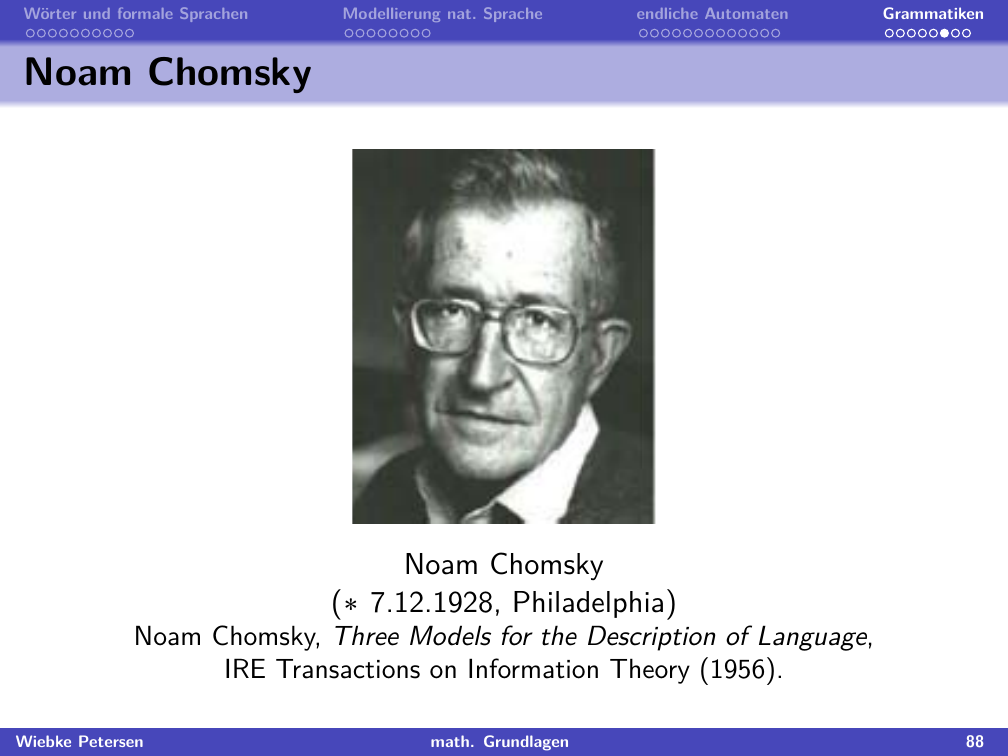 Wörter und formale Sprachen Modellierung nat. Sprache endliche Automaten Grammatiken
Noam Chomsky
Noam Chomsky
(∗ 7.12.1928, Philadelphia)
Noam Chomsky, Three Models for the Description of Language,
IRE Transactions on Information Theory (1956).
Wiebke Petersen math. Grundlagen 88